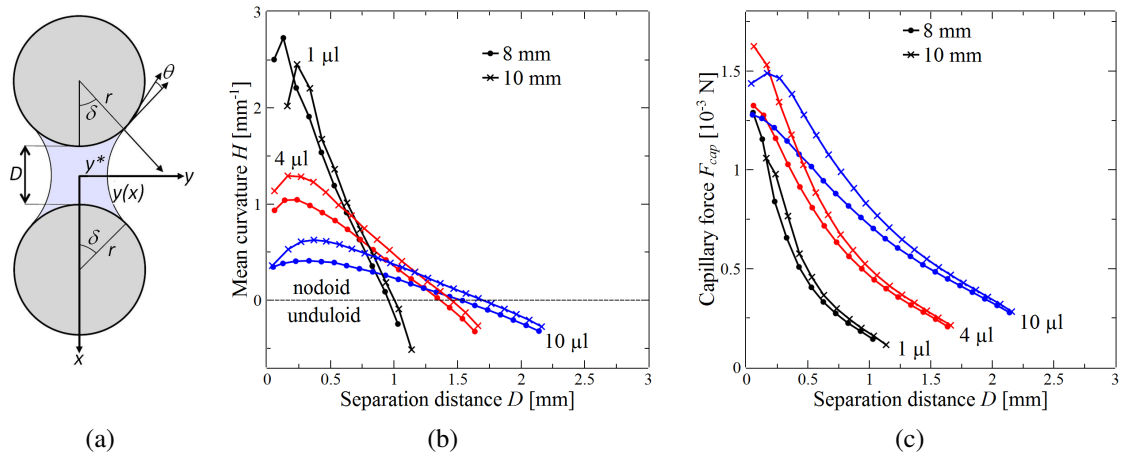 θ
r
δ
D
y*
y
y(x)
δ
r
x
(a)
Mean curvature H [mm⁻¹]
3
2
1
0
1 µl
8 mm
10 mm
4 µl
nodoid
unduloid
10 µl
0 0.5 1 1.5 2 2.5 3
Separation distance D [mm]
(b)
Capillary force Fcap [10⁻³ N]
1.5
1
0.5
0
8 mm
10 mm
10 µl
4 µl
1 µl
0 0.5 1 1.5 2 2.5 3
Separation distance D [mm]
(c)